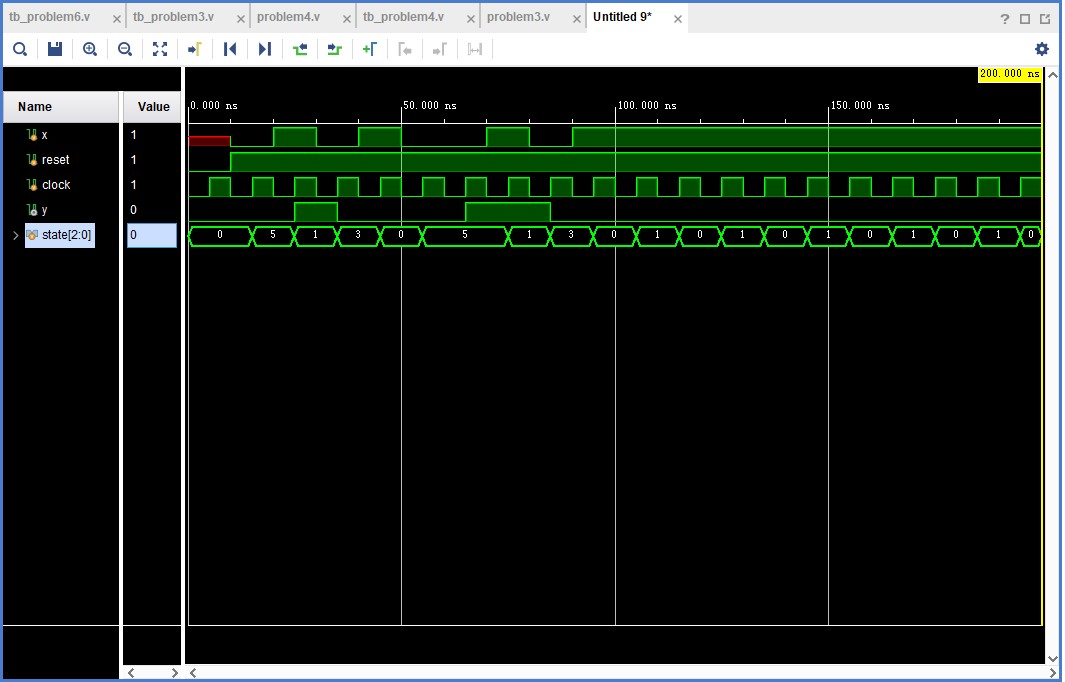 tb_problem6.v tb_problem3.v problem4.v tb_problem4.v problem3.v Untitled 9* ?
200.000 ns
Name Value 0.000 ns 50.000 ns 100.000 ns 150.000 ns
x 1
reset 1
clock 1
y 0
state[2:0] 0 0 5 1 3 0 5 1 3 0 1 0 1 0 1 0 1 0 1 0